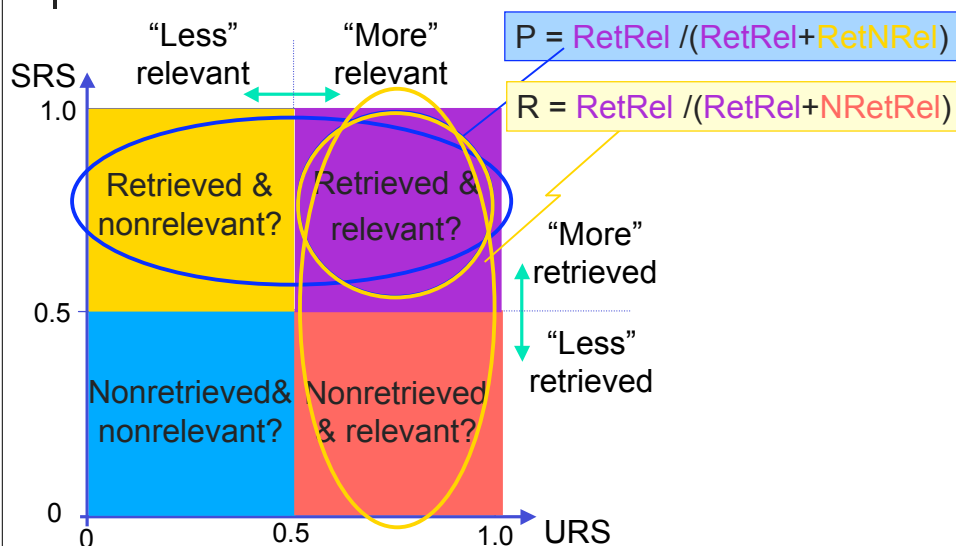 “Less”
relevant
“More”
relevant
P = RetRel /(RetRel+RetNRel)
R = RetRel /(RetRel+NRetRel)
SRS
1.0
Retrieved &
nonrelevant?
Retrieved &
relevant?
“More”
retrieved
0.5
“Less”
retrieved
Nonretrieved&
nonrelevant?
Nonretrieved
& relevant?
0
0
0.5
1.0
URS